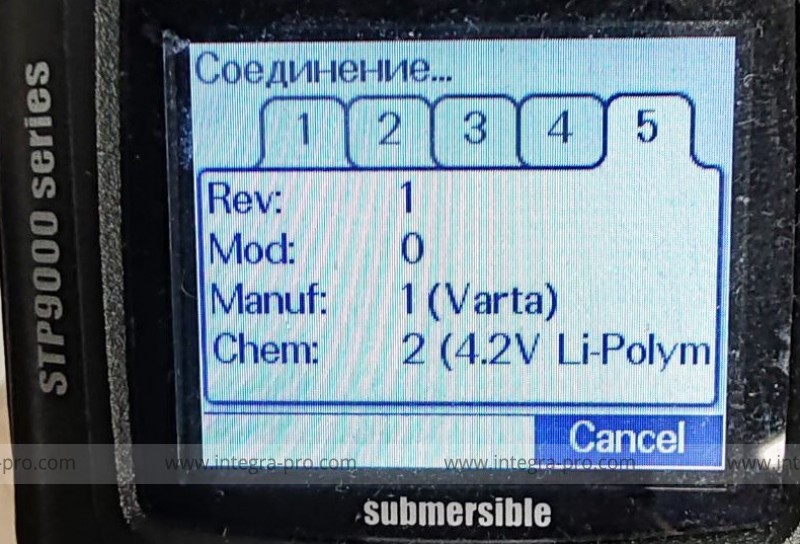 STP9000 series
Соединение...
1 2 3 4 5
Rev: 1
Mod: 0
Manuf: 1 (Varta)
Chem: 2 (4.2V Li-Polym
Cancel
-pro.com www.integra-pro.com www.integra-pro.com www.int
submersible